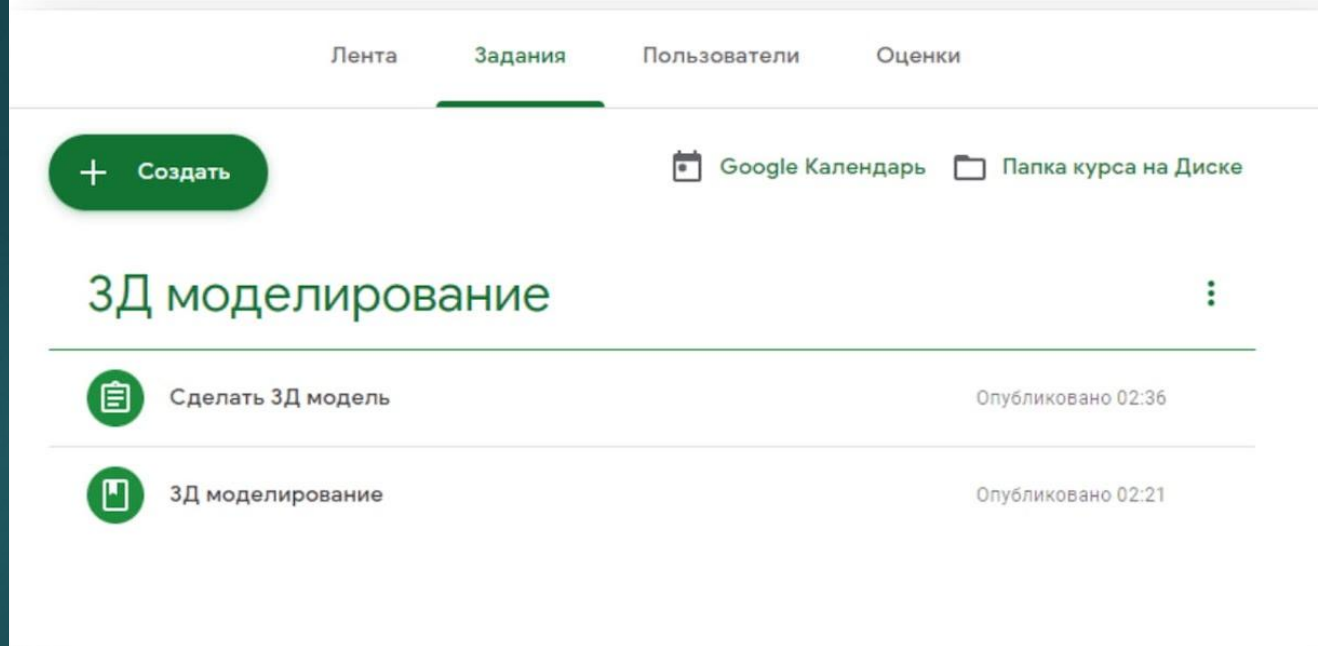 Лента Задания Пользователи Оценки
+ Создать Google Календарь Папка курса на Диске
3Д моделирование
Сделать 3Д модель Опубликовано 02:36
3Д моделирование Опубликовано 02:21